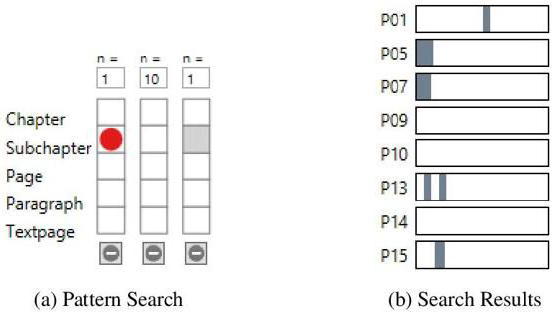 n = n = n =
1 10 1
Chapter
Subchapter
Page
Paragraph
Textpage
(a) Pattern Search
P01
P05
P07
P09
P10
P13
P14
P15
(b) Search Results